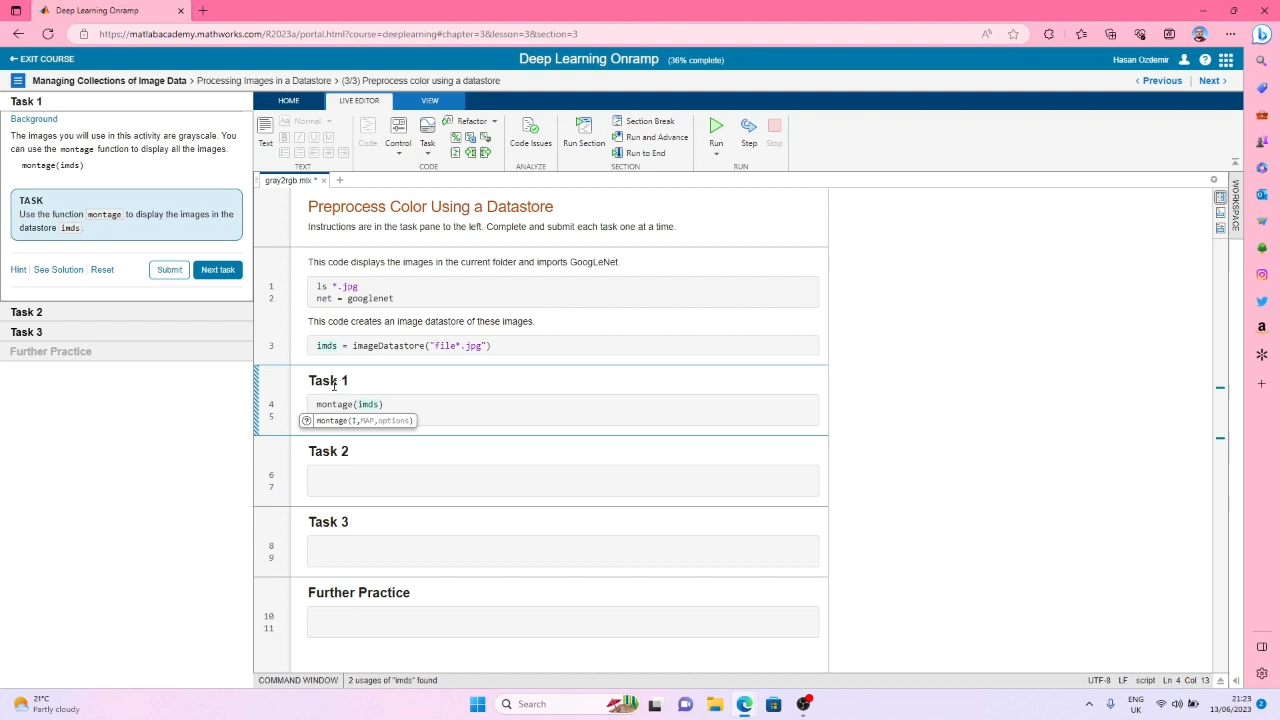 Deep Learning Onramp
https://matlabacademy.mathworks.com/R2023a/portal.html?course=deeplearning#chapter=3&lesson=3&section=3
← EXIT COURSE
Deep Learning Onramp (36% complete)
Hasan Ozdemir
Managing Collections of Image Data > Processing Images in a Datastore > (3/3) Preprocess color using a datastore
‹ Previous
Next ›
Task 1
HOME
LIVE EDITOR
VIEW
Background
The images you will use in this activity are grayscale. You
can use the montage function to display all the images.
montage(imds)
TASK
Use the function montage to display the images in the
datastore imds.
Hint | See Solution | Reset
Submit
Next task
Task 2
Task 3
Further Practice
Text
Aa Normal
B I U M
TEXT
Code
Control
Task
Refactor
CODE
Code Issues
ANALYZE
Run Section
Section Break
Run and Advance
Run to End
SECTION
Run
Step
Stop
RUN
gray2rgb.mlx *
WORKSPACE
Preprocess Color Using a Datastore
Instructions are in the task pane to the left. Complete and submit each task one at a time.
This code displays the images in the current folder and imports GoogLeNet.
1 ls *.jpg
2 net = googlenet
This code creates an image datastore of these images.
3 imds = imageDatastore("file*.jpg")
Task 1
4 montage(imds)
5
montage(I,MAP,options)
Task 2
6
7
Task 3
8
9
Further Practice
10
11
COMMAND WINDOW
2 usages of "imds" found
UTF-8 LF script Ln 4 Col 13
21°C
Partly cloudy
Search
ENG
UK
21:23
13/06/2023
2